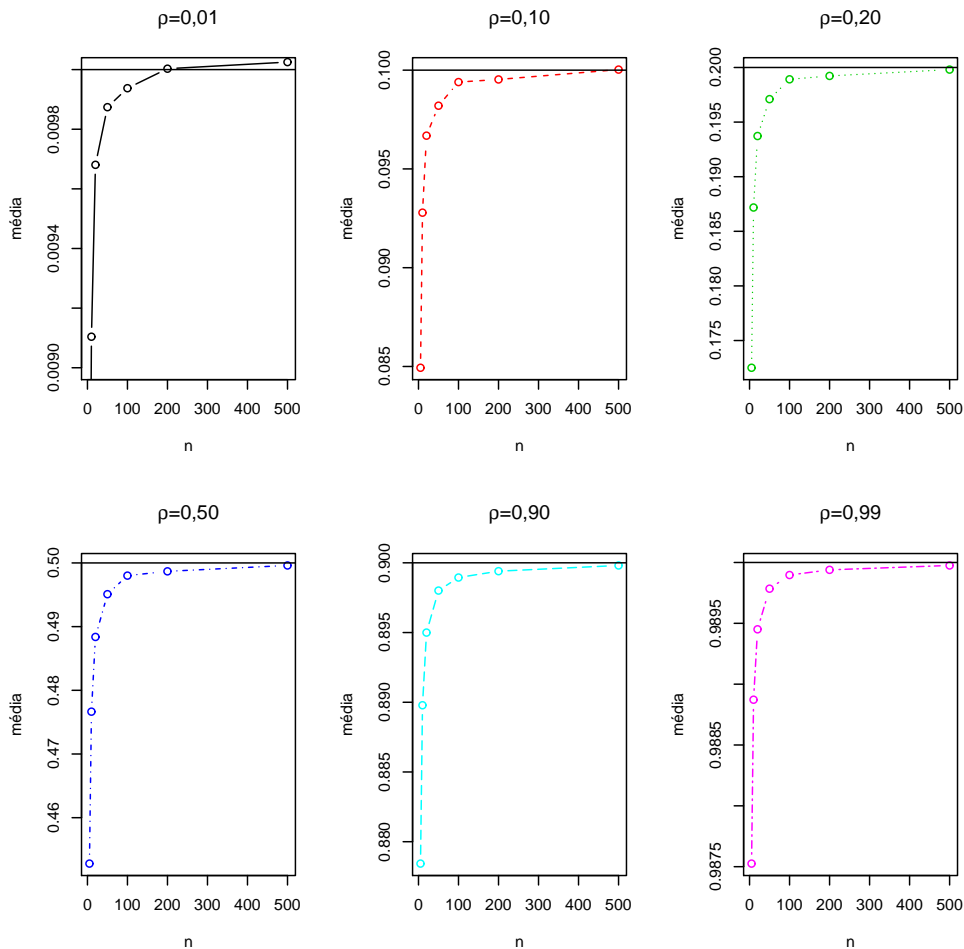 ρ=0,01
ρ=0,10
ρ=0,20
média
0.0090
0.0094
0.0098
0 100 200 300 400 500
n
média
0.085
0.090
0.095
0.100
0 100 200 300 400 500
n
média
0.175
0.180
0.185
0.190
0.195
0.200
0 100 200 300 400 500
n
ρ=0,50
ρ=0,90
ρ=0,99
média
0.46
0.47
0.48
0.49
0.50
0 100 200 300 400 500
n
média
0.880
0.885
0.890
0.895
0.900
0 100 200 300 400 500
n
média
0.9875
0.9885
0.9895
0 100 200 300 400 500
n